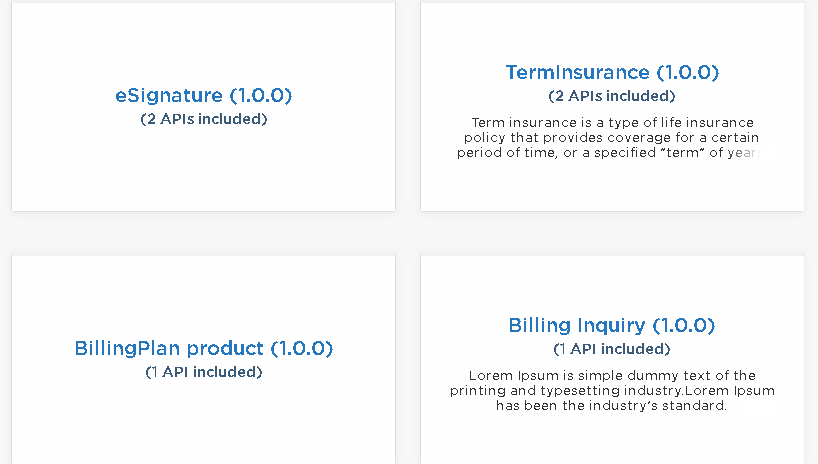 eSignature (1.0.0)
(2 APIs included)
TermInsurance (1.0.0)
(2 APIs included)
Term insurance is a type of life insurance
policy that provides coverage for a certain
period of time, or a specified "term" of years
BillingPlan product (1.0.0)
(1 API included)
Billing Inquiry (1.0.0)
(1 API included)
Lorem Ipsum is simple dummy text of the
printing and typesetting industry.Lorem Ipsum
has been the industry's standard.